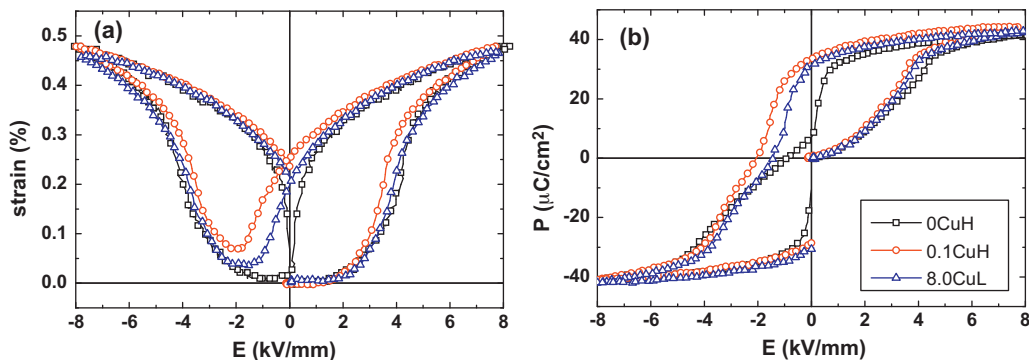 (a)
strain (%)
0.5
0.4
0.3
0.2
0.1
0.0
-8 -6 -4 -2 0 2 4 6 8
E (kV/mm)
(b)
P (μC/cm²)
40
20
0
-20
-40
-8 -6 -4 -2 0 2 4 6 8
E (kV/mm)
0CuH
0.1CuH
8.0CuL